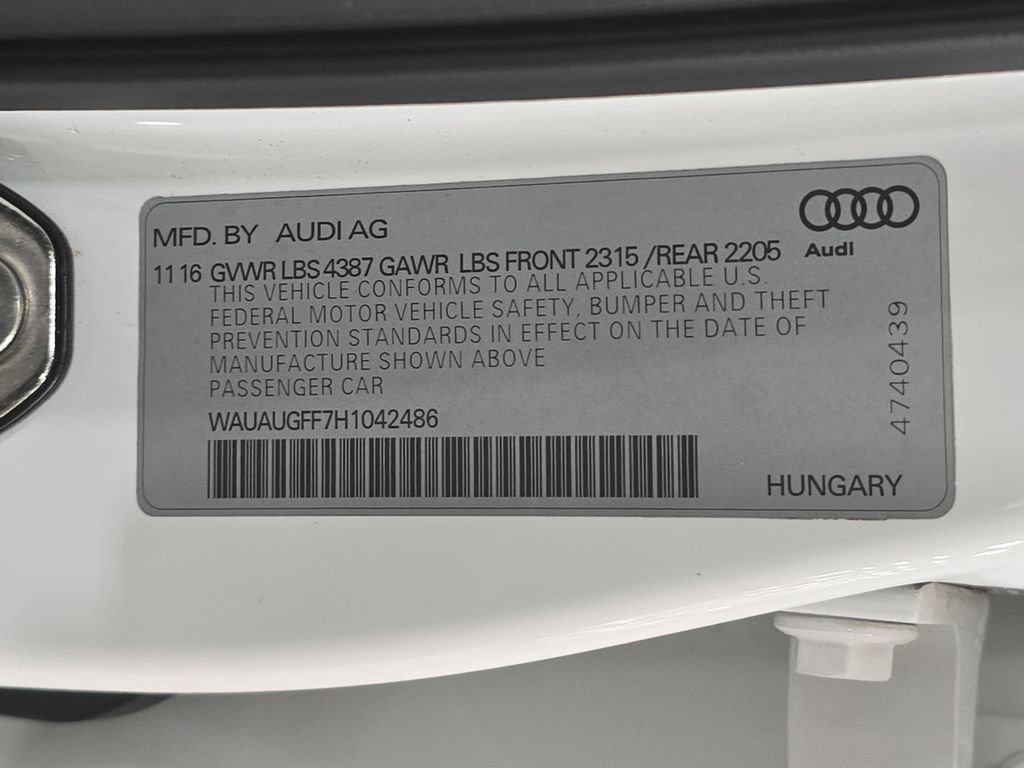 MFD. BY AUDI AG
Audi
11 16 GVWR LBS 4387 GAWR LBS FRONT 2315 / REAR 2205
THIS VEHICLE CONFORMS TO ALL APPLICABLE U.S.
FEDERAL MOTOR VEHICLE SAFETY, BUMPER AND THEFT
PREVENTION STANDARDS IN EFFECT ON THE DATE OF
MANUFACTURE SHOWN ABOVE
PASSENGER CAR
WAUAUGFF7H1042486
HUNGARY
4740439